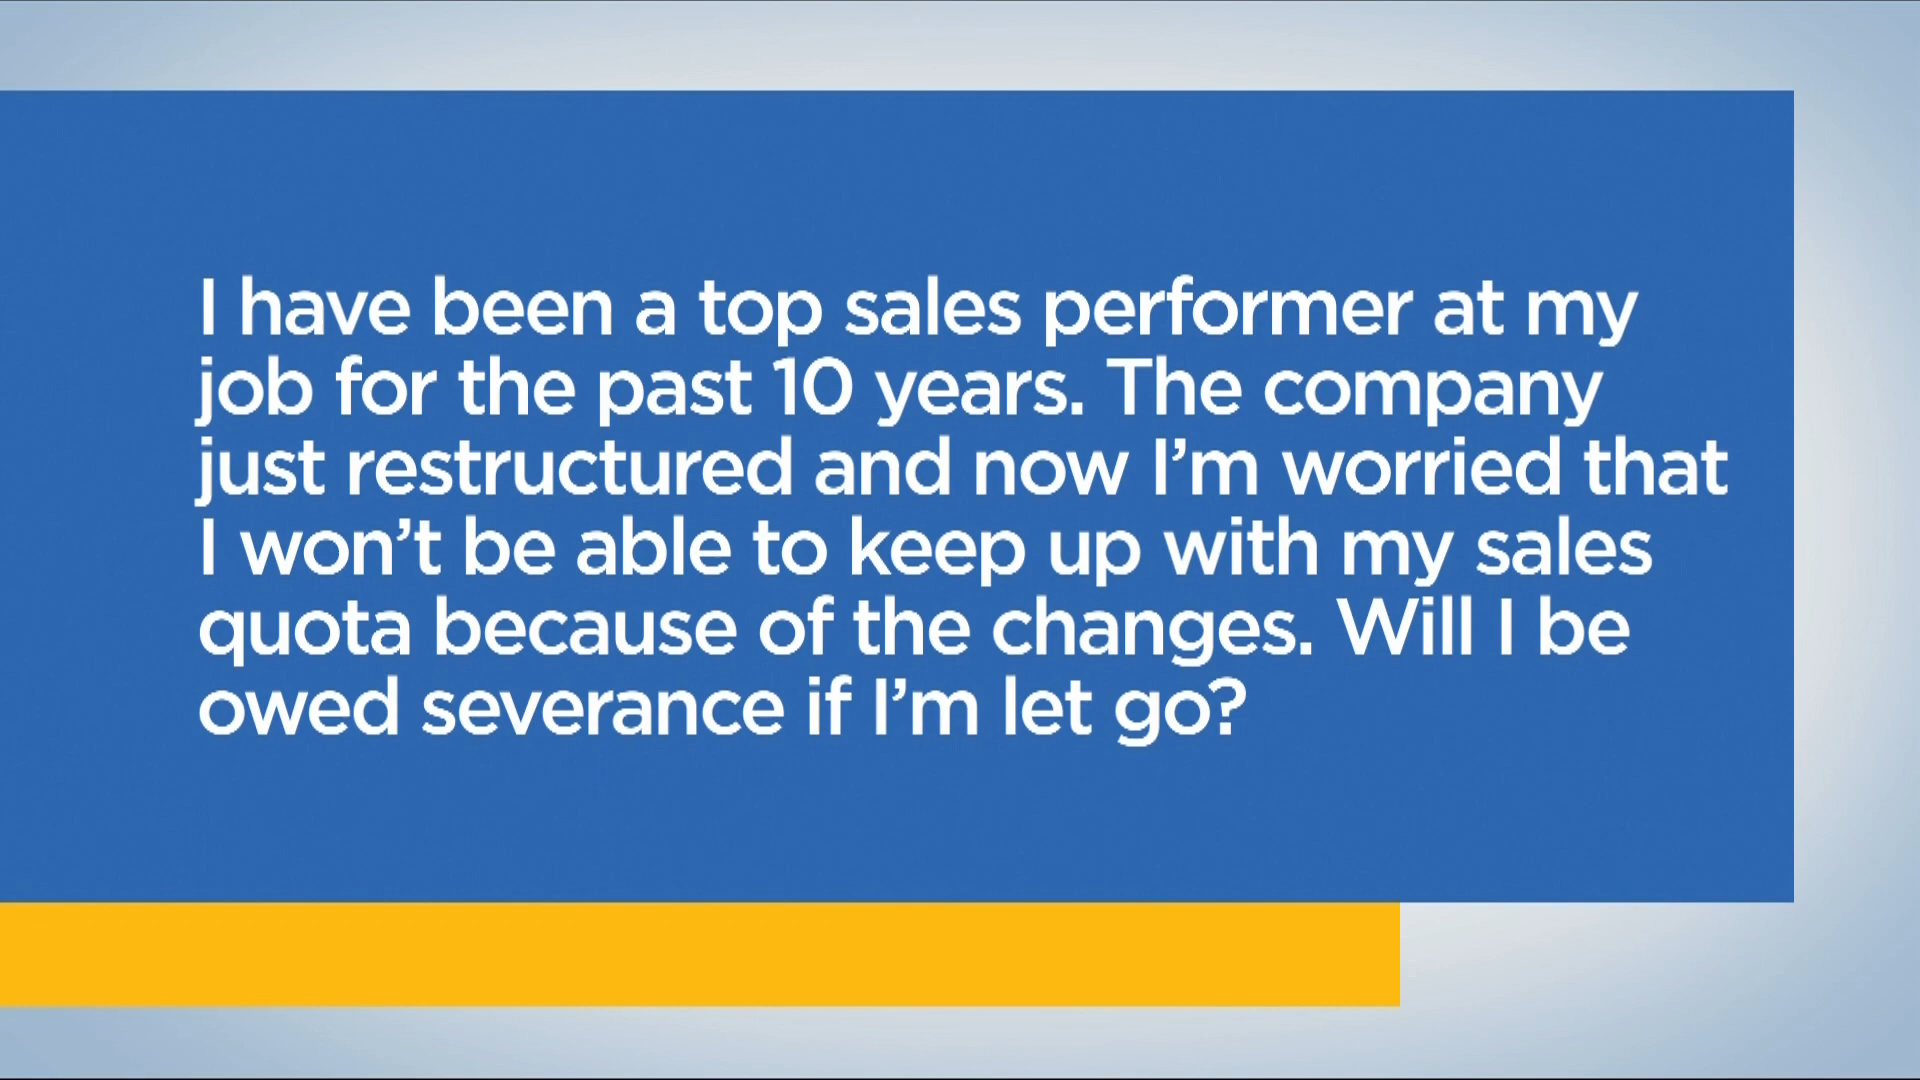 I have been a top sales performer at my
job for the past 10 years. The company
just restructured and now I’m worried that
I won’t be able to keep up with my sales
quota because of the changes. Will I be
owed severance if I’m let go?